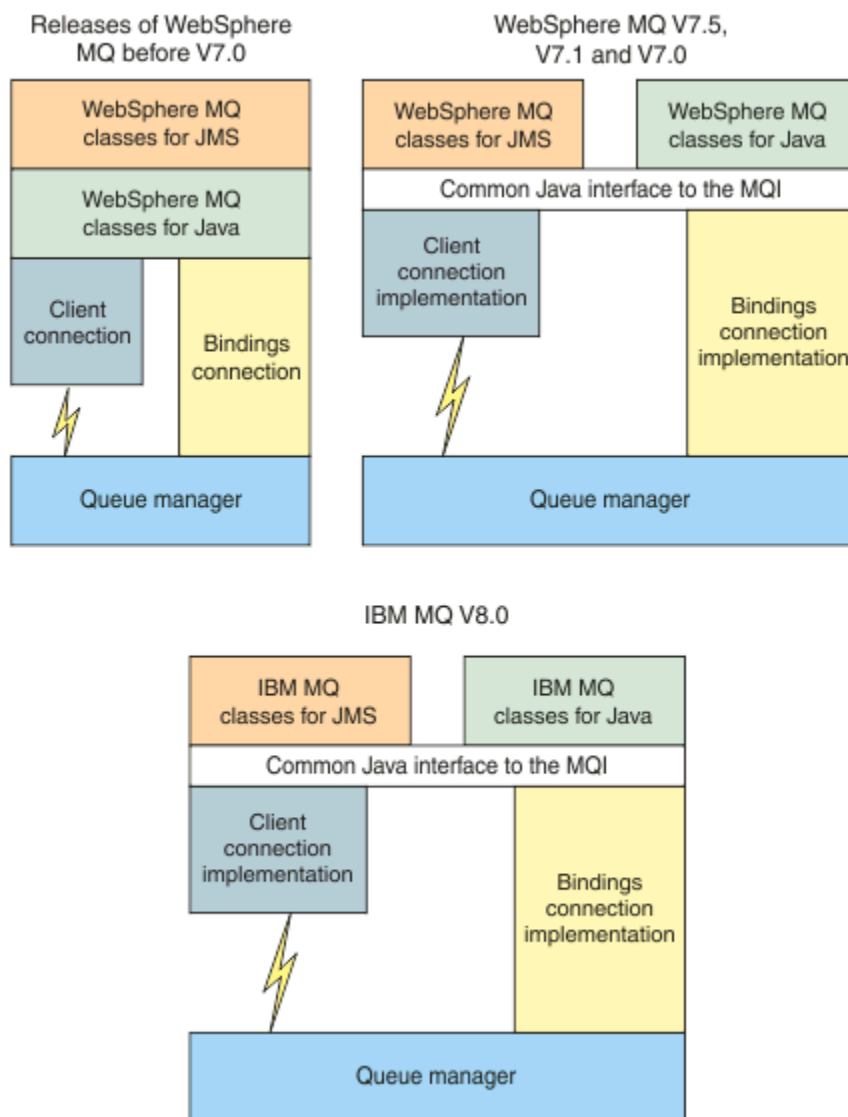 Releases of WebSphere
MQ before V7.0
WebSphere MQ
classes for JMS
WebSphere MQ
classes for Java
Client
connection
Bindings
connection
Queue manager
WebSphere MQ V7.5,
V7.1 and V7.0
WebSphere MQ
classes for JMS
WebSphere MQ
classes for Java
Common Java interface to the MQI
Client
connection
implementation
Bindings
connection
implementation
Queue manager
IBM MQ V8.0
IBM MQ
classes for JMS
IBM MQ
classes for Java
Common Java interface to the MQI
Client
connection
implementation
Bindings
connection
implementation
Queue manager